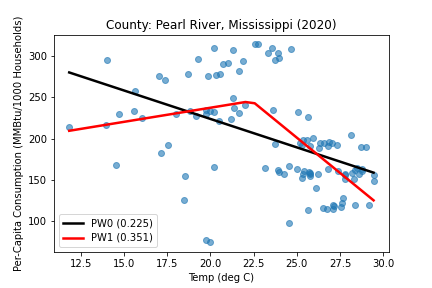 County: Pearl River, Mississippi (2020)
Per-Capita Consumption (MMBtu/1000 Households)
300
250
200
150
100
PW0 (0.225)
PW1 (0.351)
12.5 15.0 17.5 20.0 22.5 25.0 27.5 30.0
Temp (deg C)